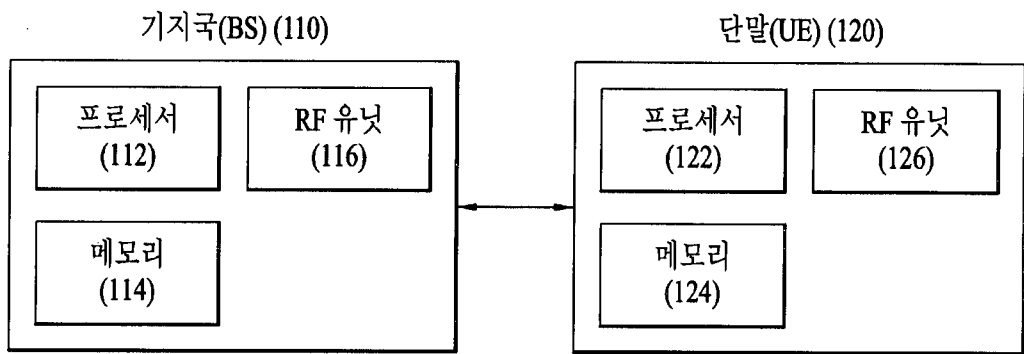 기지국(BS) (110)
프로세서
(112)
RF 유닛
(116)
메모리
(114)
단말(UE) (120)
프로세서
(122)
RF 유닛
(126)
메모리
(124)